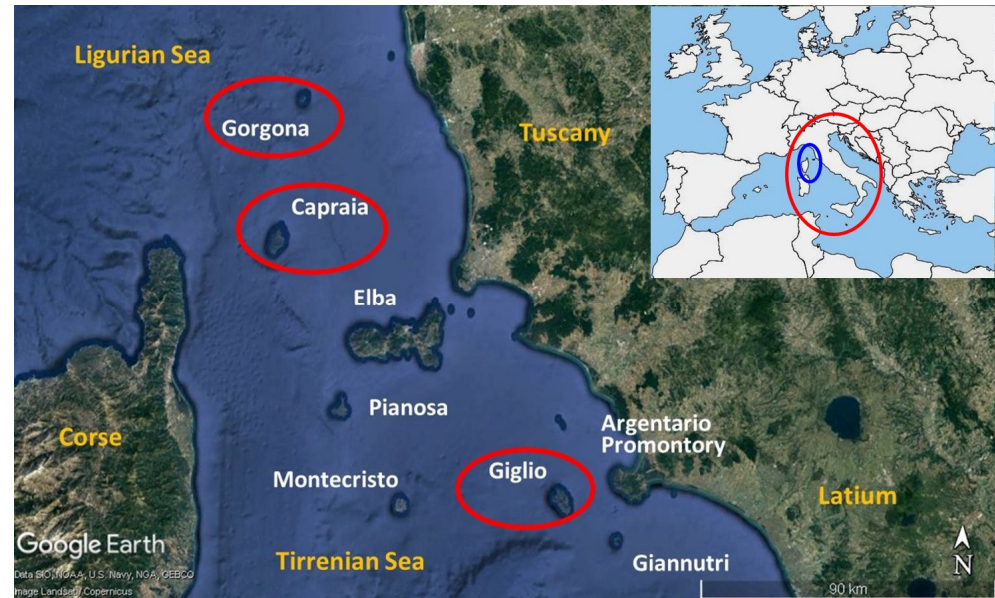 Ligurian Sea
Gorgona
Tuscany
Capraia
Elba
Pianosa
Corse
Argentario
Promontory
Giglio
Montecristo
Latium
Google Earth
Tirrenian Sea
Giannutri
N
Data SIO, NOAA, U.S. Navy, NGA, GEBCO
Image Landsat / Copernicus
90 km